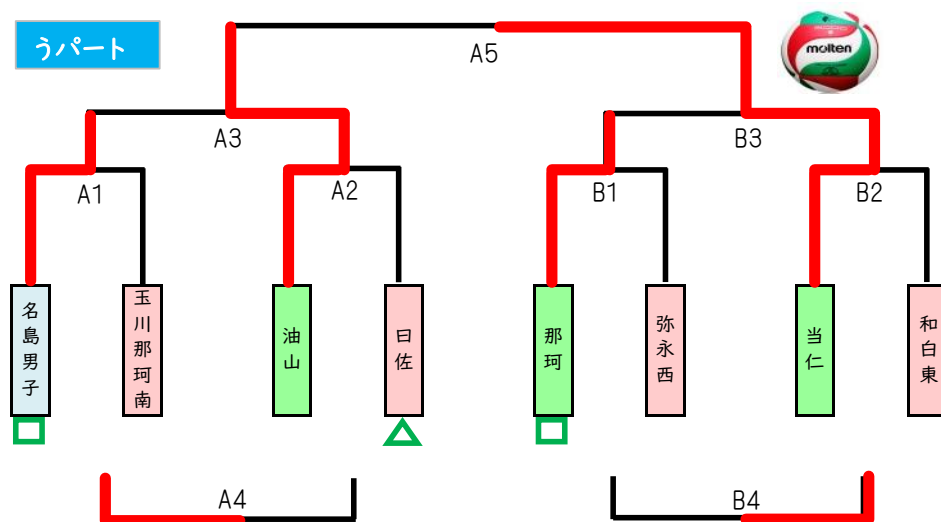 うパート
A5
molten
A3
B3
A1
A2
B1
B2
名島男子
玉川那珂南
油山
曰佐
那珂
弥永西
当仁
和白東
A4
B4